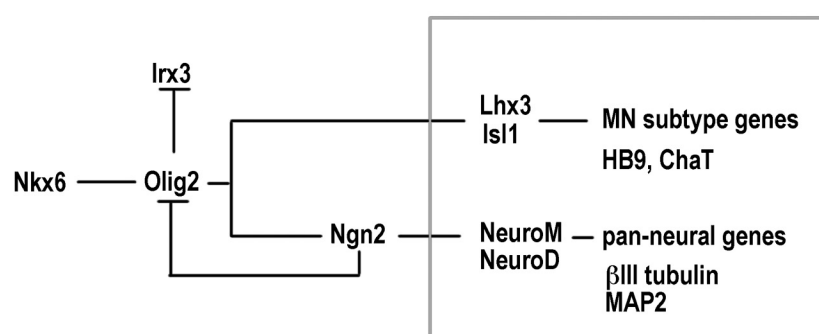 Irx3
Nkx6
Olig2
Ngn2
Lhx3
Isl1
MN subtype genes
HB9, ChaT
NeuroM
NeuroD
pan-neural genes
βIII tubulin
MAP2